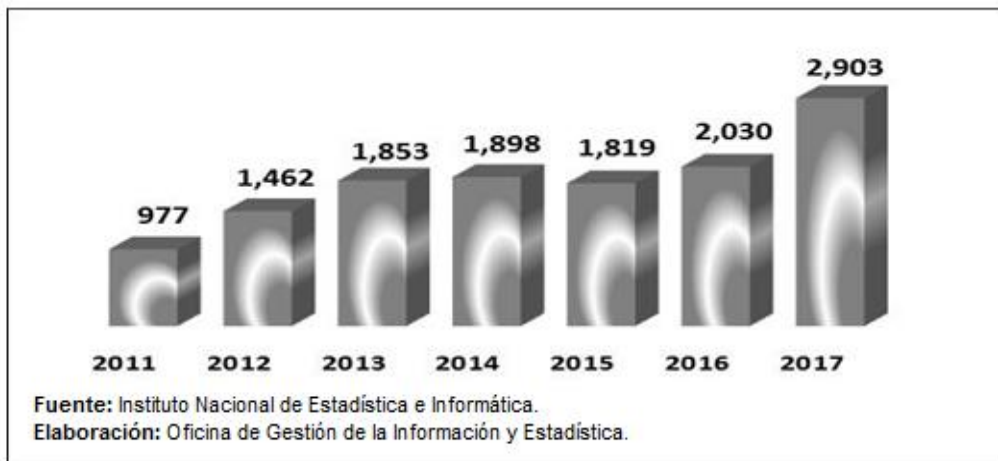 2,903
2,030
1,898
1,853
1,819
1,462
977
2011 2012 2013 2014 2015 2016 2017
Fuente: Instituto Nacional de Estadística e Informática.
Elaboración: Oficina de Gestión de la Información y Estadística.